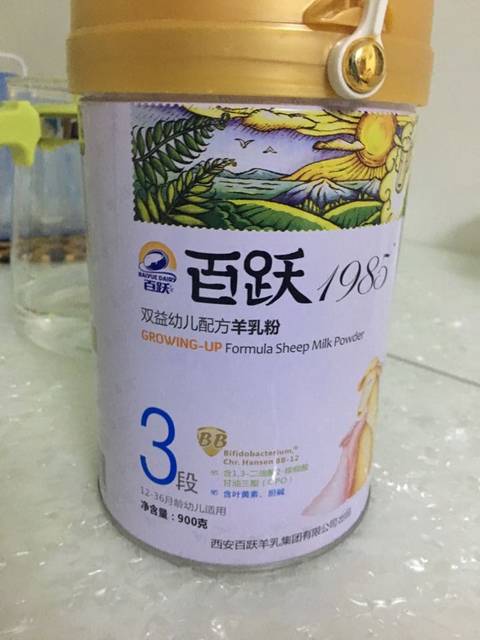 BAIYUE DAIRY
百跃
百跃1985
双益幼儿配方羊乳粉
GROWING-UP Formula Sheep Milk Powder
3段
BB
Bifidobacterium,®
Chr. Hansen BB-12
含1,3-二油酸2-棕榈酸
甘油三酯（OPO）
含叶黄素、胆碱
12-36月龄幼儿适用
净含量：900克
西安百跃羊乳集团有限公司出品